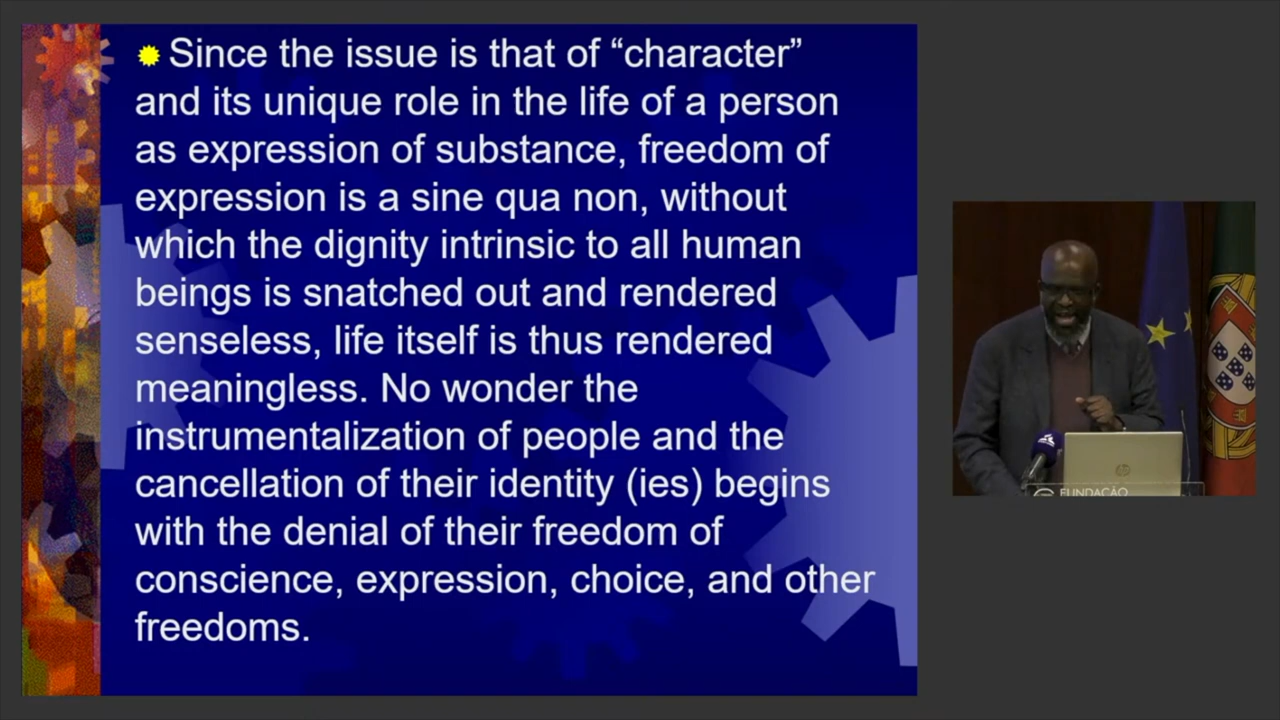 Since the issue is that of “character”
and its unique role in the life of a person
as expression of substance, freedom of
expression is a sine qua non, without
which the dignity intrinsic to all human
beings is snatched out and rendered
senseless, life itself is thus rendered
meaningless. No wonder the
instrumentalization of people and the
cancellation of their identity (ies) begins
with the denial of their freedom of
conscience, expression, choice, and other
freedoms.
hp
FUNDAÇÃO